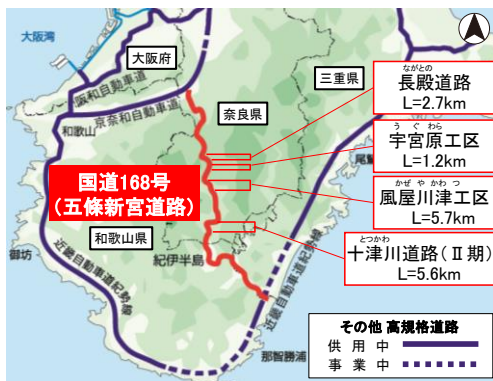 大阪湾
大阪府
阪和自動車道
京奈和自動車道
和歌山
奈良県
三重県
尾鷲
国道168号
(五條新宮道路)
和歌山県
御坊
紀伊半島
近畿自動車道紀勢線
近畿自動車道紀勢線
那智勝浦
ながとの
長殿道路
L=2.7km
うぐわら
宇宮原工区
L=1.2km
かぜやかわつ
風屋川津工区
L=5.7km
とつかわ
十津川道路(Ⅱ期)
L=5.6km
その他 高規格道路
供用中
事業中